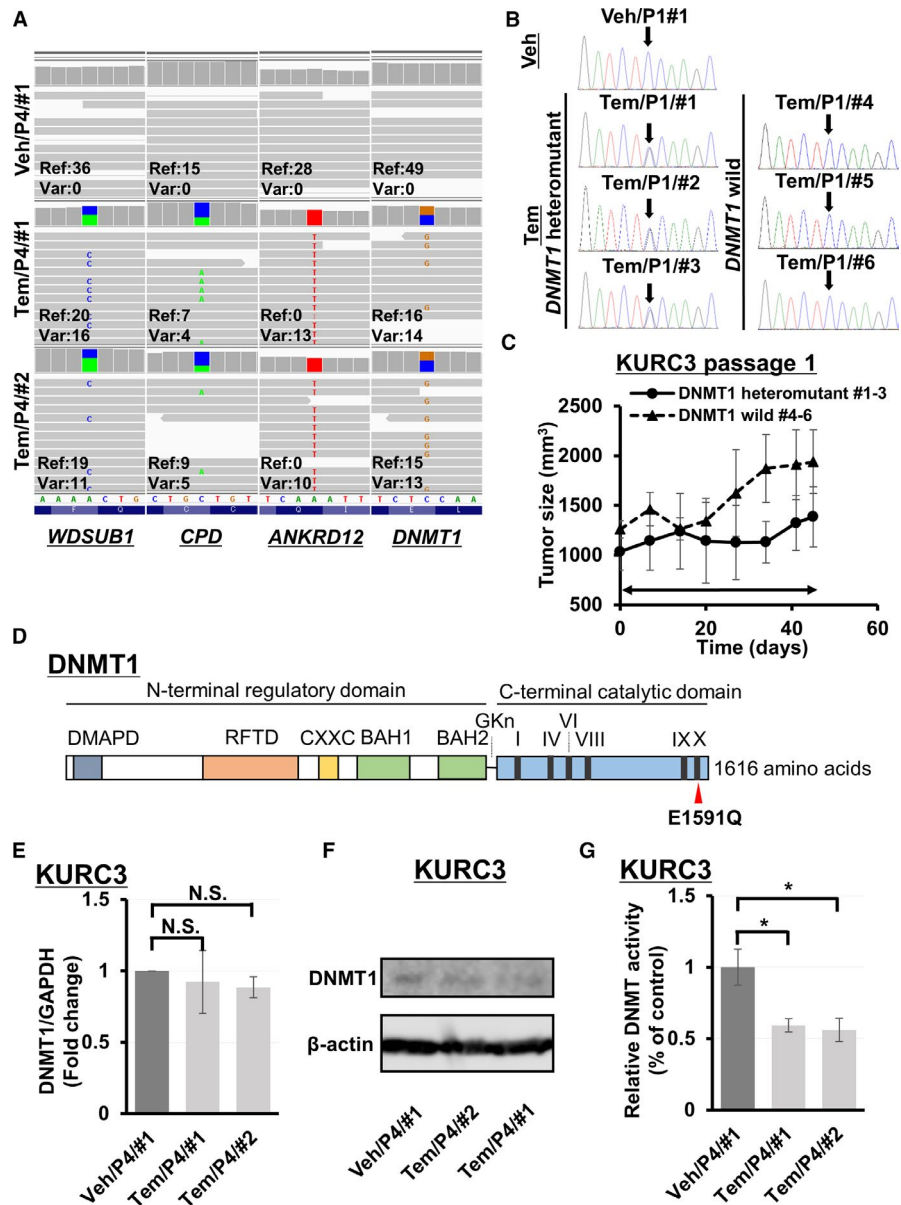 A
Veh/P4/#1
Ref:36
Var:0
Ref:15
Var:0
Ref:28
Var:0
Ref:49
Var:0
Tem/P4/#1
C
C
C
C
C
C
Ref:20
Var:16
A
A
A
A
Ref:7
Var:4
T
T
T
T
T
T
Ref:0
Var:13
G
G
G
G
Ref:16
Var:14
Tem/P4/#2
C
C
C
Ref:19
Var:11
A
A
Ref:9
Var:5
T
T
T
T
T
T
Ref:0
Var:10
G
G
G
G
G
G
Ref:15
Var:13
A A A A C T G C T G C T G T T C A A A T T T C T C C A A
F Q C C Q I E L
WDSUB1 CPD ANKRD12 DNMT1
B
Veh
Veh/P1#1
Tem
DNMT1 heteromutant
Tem/P1/#1
Tem/P1/#2
Tem/P1/#3
DNMT1 wild
Tem/P1/#4
Tem/P1/#5
Tem/P1/#6
C
KURC3 passage 1
DNMT1 heteromutant #1-3
DNMT1 wild #4-6
Tumor size (mm3)
2500
2000
1500
1000
500
0 20 40 60
Time (days)
D
DNMT1
N-terminal regulatory domain C-terminal catalytic domain
GKn VI
DMAPD RFTD CXXC BAH1 BAH2 I IV VIII IX X
1616 amino acids
E1591Q
E
KURC3
DNMT1/GAPDH
(Fold change)
1.5
1
0.5
0
N.S.
N.S.
Veh/P4/#1
Tem/P4/#1
Tem/P4/#2
F
KURC3
DNMT1
β-actin
Veh/P4/#1
Tem/P4/#2
Tem/P4/#1
G
KURC3
Relative DNMT activity
(% of control)
1.5
1
0.5
0
*
*
Veh/P4/#1
Tem/P4/#1
Tem/P4/#2